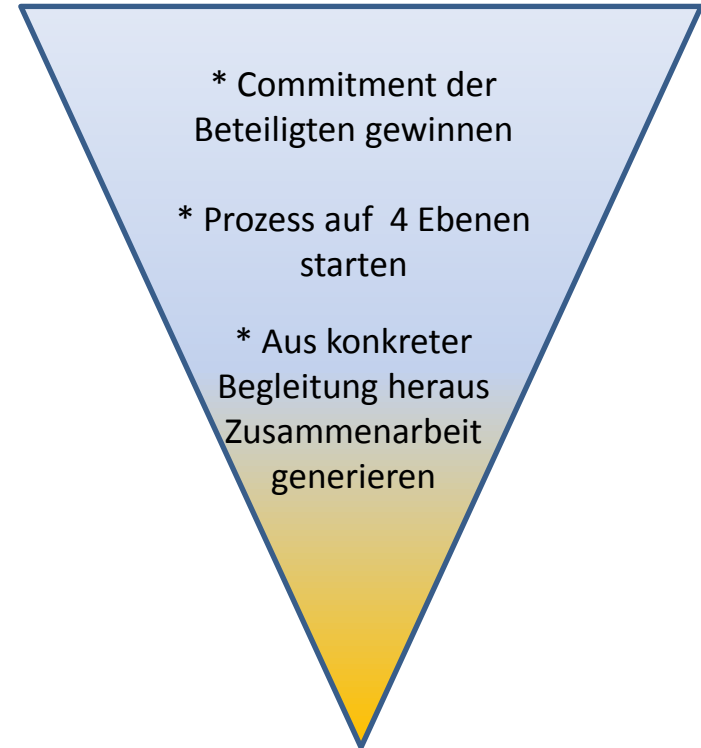 * Commitment der
Beteiligten gewinnen
* Prozess auf  4 Ebenen
starten
* Aus konkreter
Begleitung heraus
Zusammenarbeit
generieren